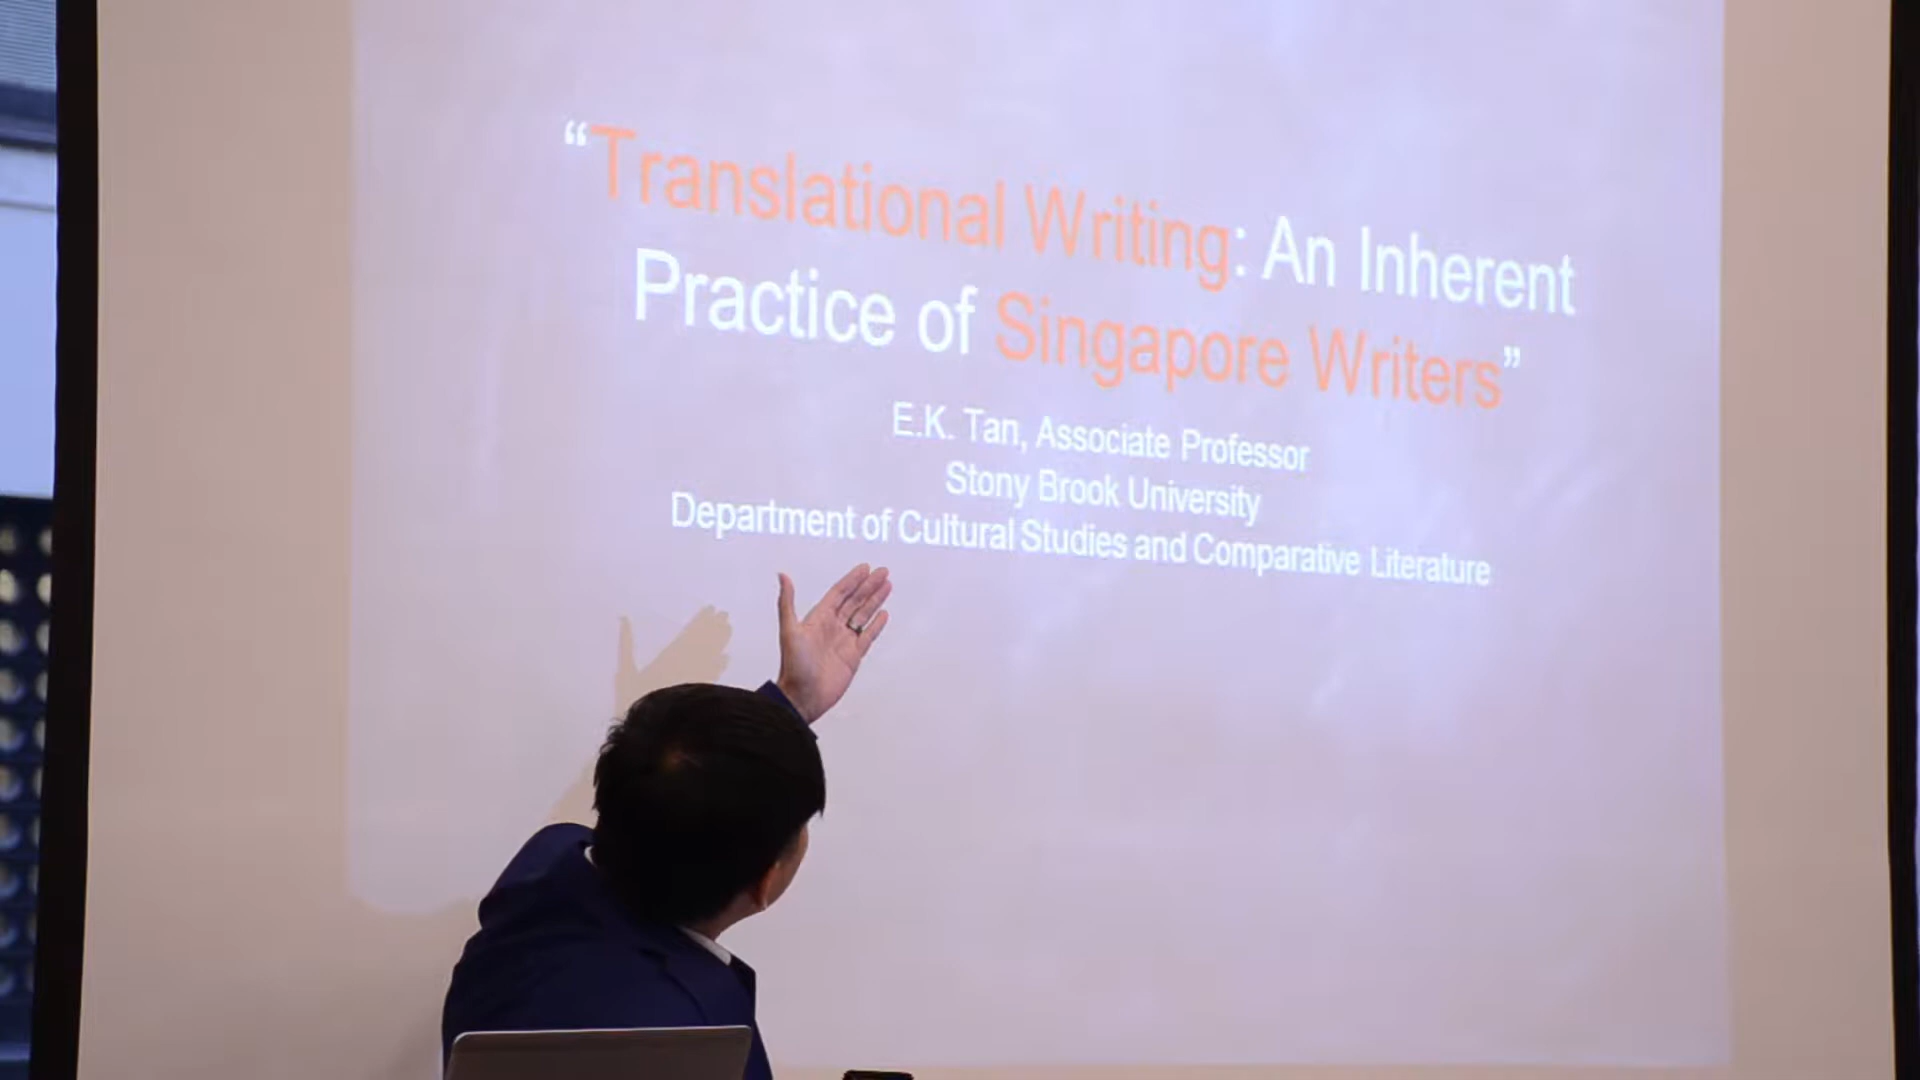 “Translational Writing: An Inherent
Practice of Singapore Writers”
E.K. Tan, Associate Professor
Stony Brook University
Department of Cultural Studies and Comparative Literature